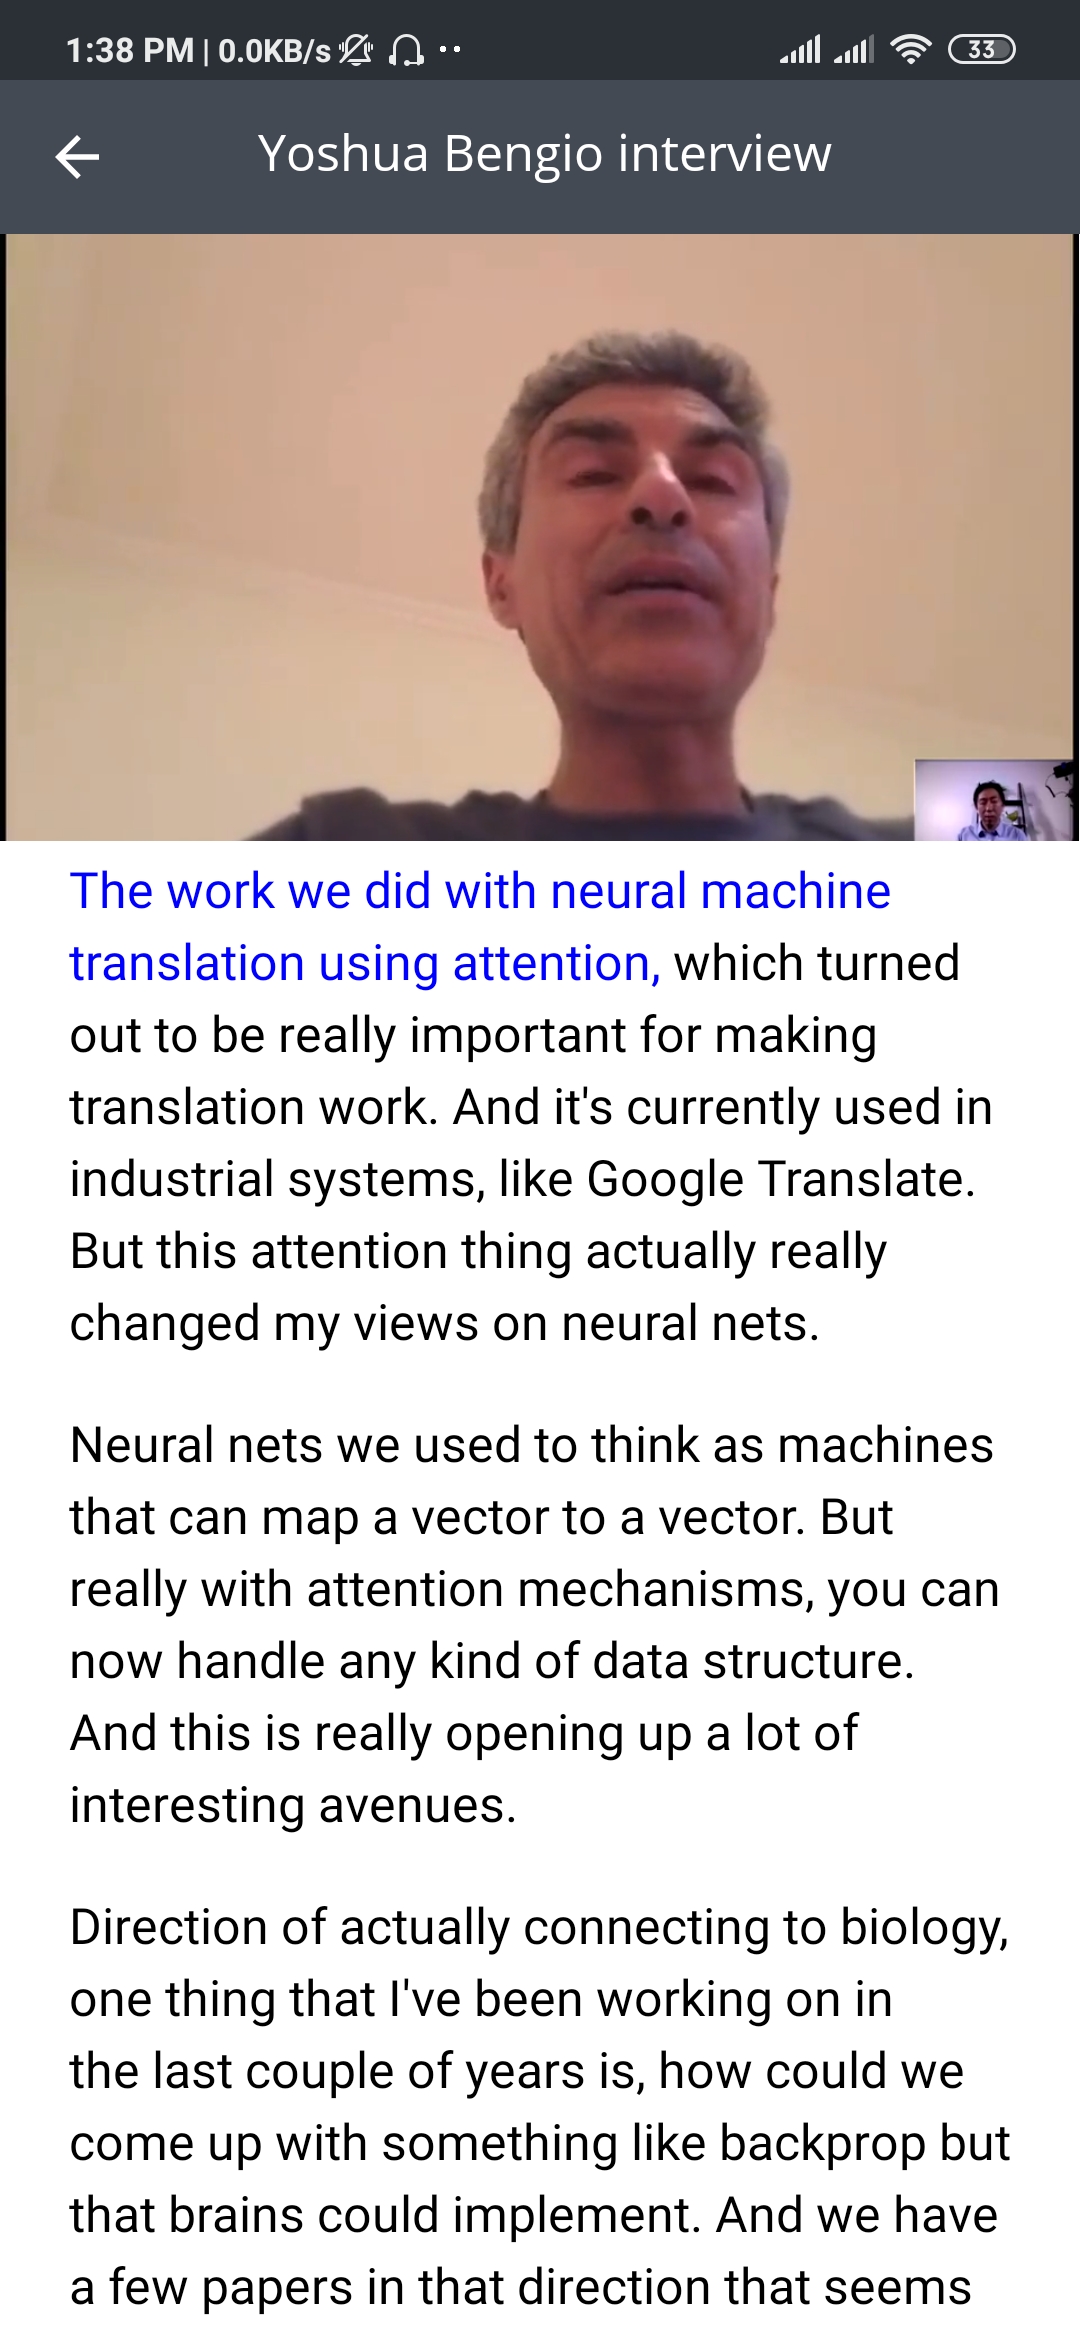 1:38 PM | 0.0KB/s
33
Yoshua Bengio interview
The work we did with neural machine
translation using attention, which turned
out to be really important for making
translation work. And it's currently used in
industrial systems, like Google Translate.
But this attention thing actually really
changed my views on neural nets.
Neural nets we used to think as machines
that can map a vector to a vector. But
really with attention mechanisms, you can
now handle any kind of data structure.
And this is really opening up a lot of
interesting avenues.
Direction of actually connecting to biology,
one thing that I've been working on in
the last couple of years is, how could we
come up with something like backprop but
that brains could implement. And we have
a few papers in that direction that seems